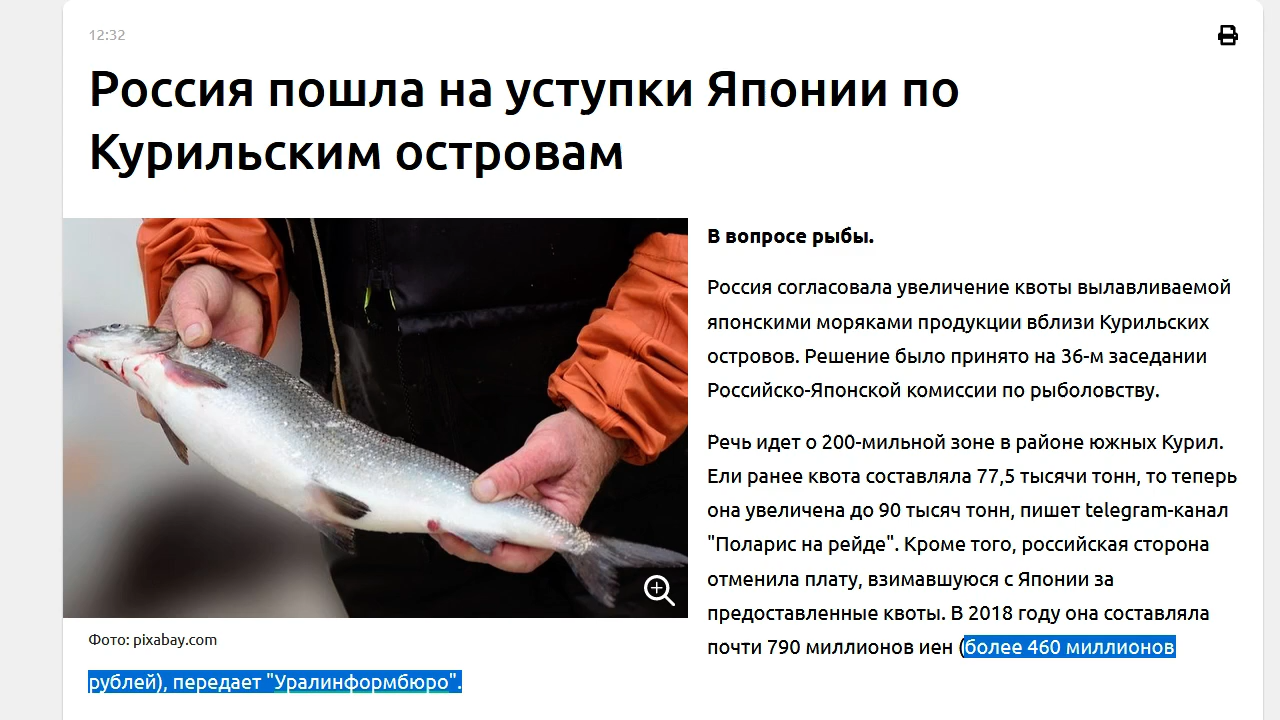 12:32
Россия пошла на уступки Японии по
Курильским островам
В вопросе рыбы.
Россия согласовала увеличение квоты вылавливаемой
японскими моряками продукции вблизи Курильских
островов. Решение было принято на 36-м заседании
Российско-Японской комиссии по рыболовству.
Речь идет о 200-мильной зоне в районе южных Курил.
Ели ранее квота составляла 77,5 тысячи тонн, то теперь
она увеличена до 90 тысяч тонн, пишет telegram-канал
"Поларис на рейде". Кроме того, российская сторона
отменила плату, взимавшуюся с Японии за
предоставленные квоты. В 2018 году она составляла
почти 790 миллионов иен (более 460 миллионов
рублей), передает "Уралинформбюро".
Фото: pixabay.com